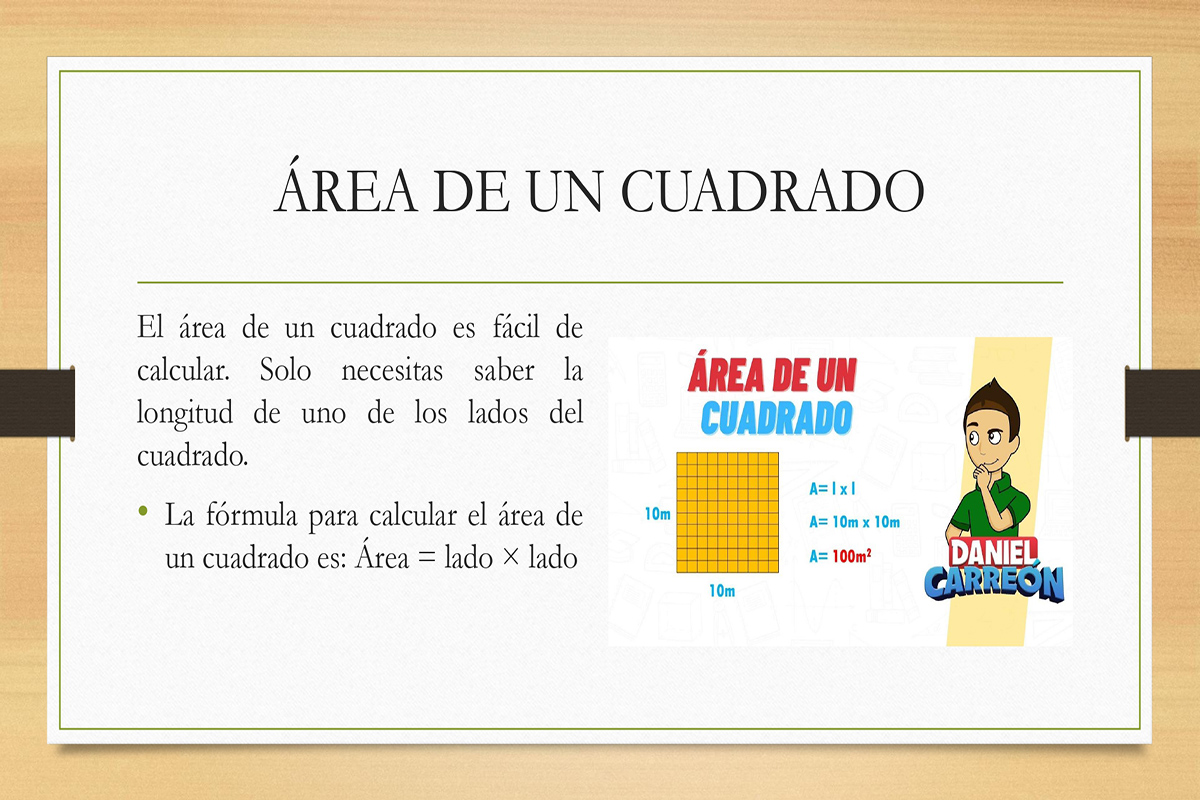 ÁREA DE UN CUADRADO
El área de un cuadrado es fácil de
calcular. Solo necesitas saber la
longitud de uno de los lados del
cuadrado.
• La fórmula para calcular el área de
un cuadrado es: Área = lado × lado
ÁREA DE UN
CUADRADO
10m
10m
A= l x l
A= 10m x 10m
A= 100m²
DANIEL
CARREÓN